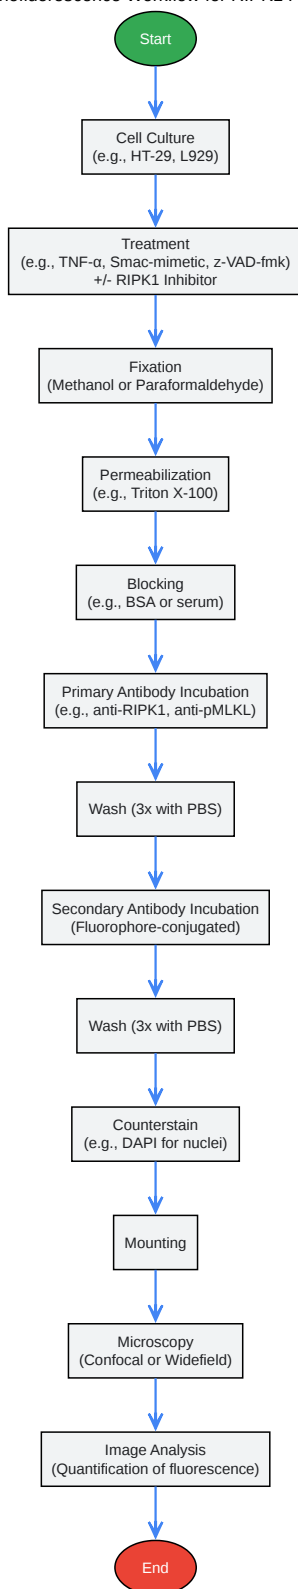 Workflow for
Start
Cell Culture
(e.g., HT-29, L929)
Treatment
(e.g., TNF-α, Smac-mimetic, z-VAD-fmk)
+/- RIPK1 Inhibitor
Fixation
(Methanol or Paraformaldehyde)
Permeabilization
(e.g., Triton X-100)
Blocking
(e.g., BSA or serum)
Primary Antibody Incubation
(e.g., anti-RIPK1, anti-pMLKL)
Wash (3x with PBS)
Secondary Antibody Incubation
(Fluorophore-conjugated)
Wash (3x with PBS)
Counterstain
(e.g., DAPI for nuclei)
Mounting
Microscopy
(Confocal or Widefield)
Image Analysis
(Quantification of fluorescence)
End